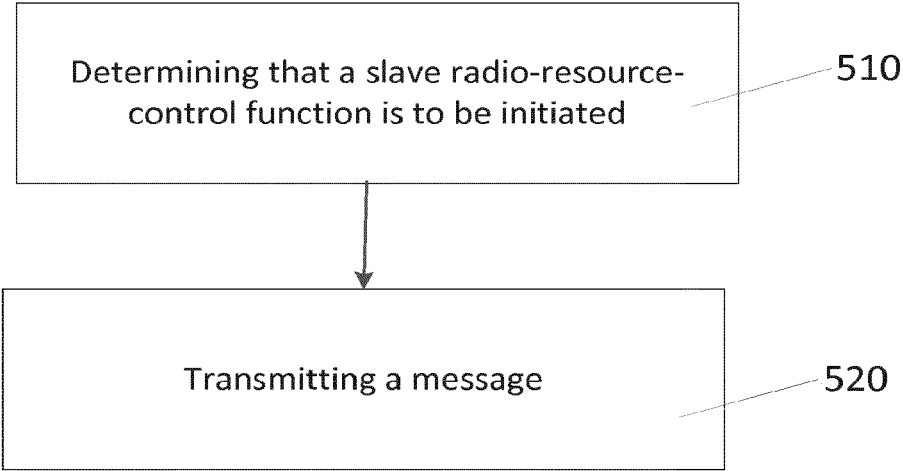 Determining that a slave radio-resource-
control function is to be initiated
510
Transmitting a message
520